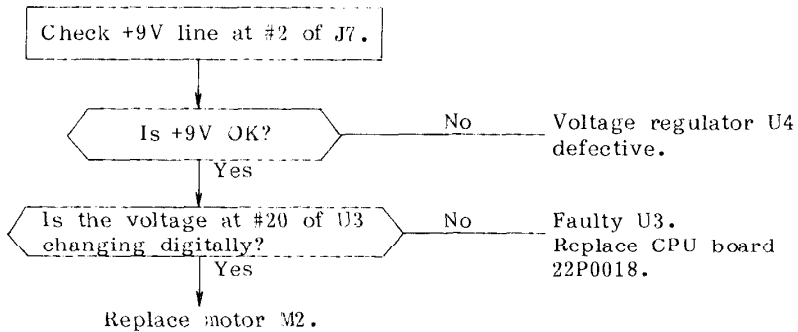 Check +9V line at #2 of J7.
Is +9V OK?
No
Voltage regulator U4
defective.
Yes
Is the voltage at #20 of U3
changing digitally?
No
Faulty U3.
Replace CPU board
22P0018.
Yes
Replace motor M2.